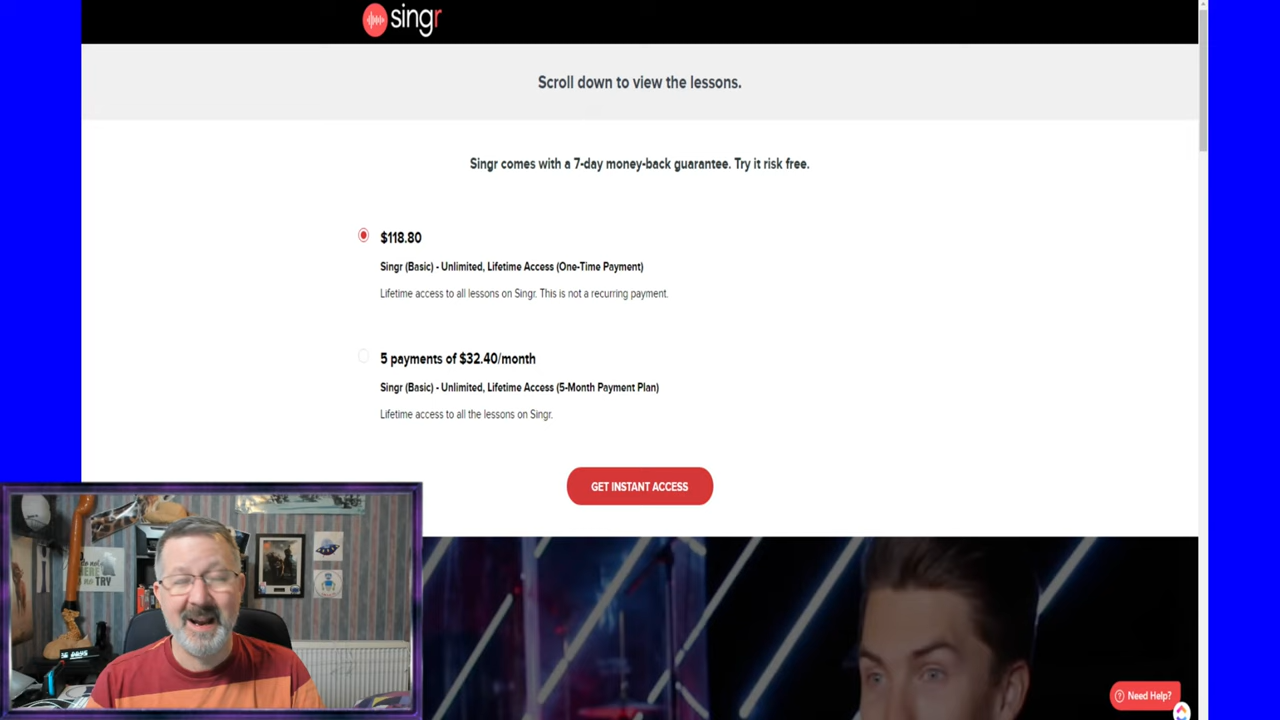 singr
Scroll down to view the lessons.
Singr comes with a 7-day money-back guarantee. Try it risk free.
$118.80
Singr (Basic) - Unlimited, Lifetime Access (One-Time Payment)
Lifetime access to all lessons on Singr. This is not a recurring payment.
5 payments of $32.40/month
Singr (Basic) - Unlimited, Lifetime Access (5-Month Payment Plan)
Lifetime access to all the lessons on Singr.
GET INSTANT ACCESS
no TRY
DAYS
Need Help?